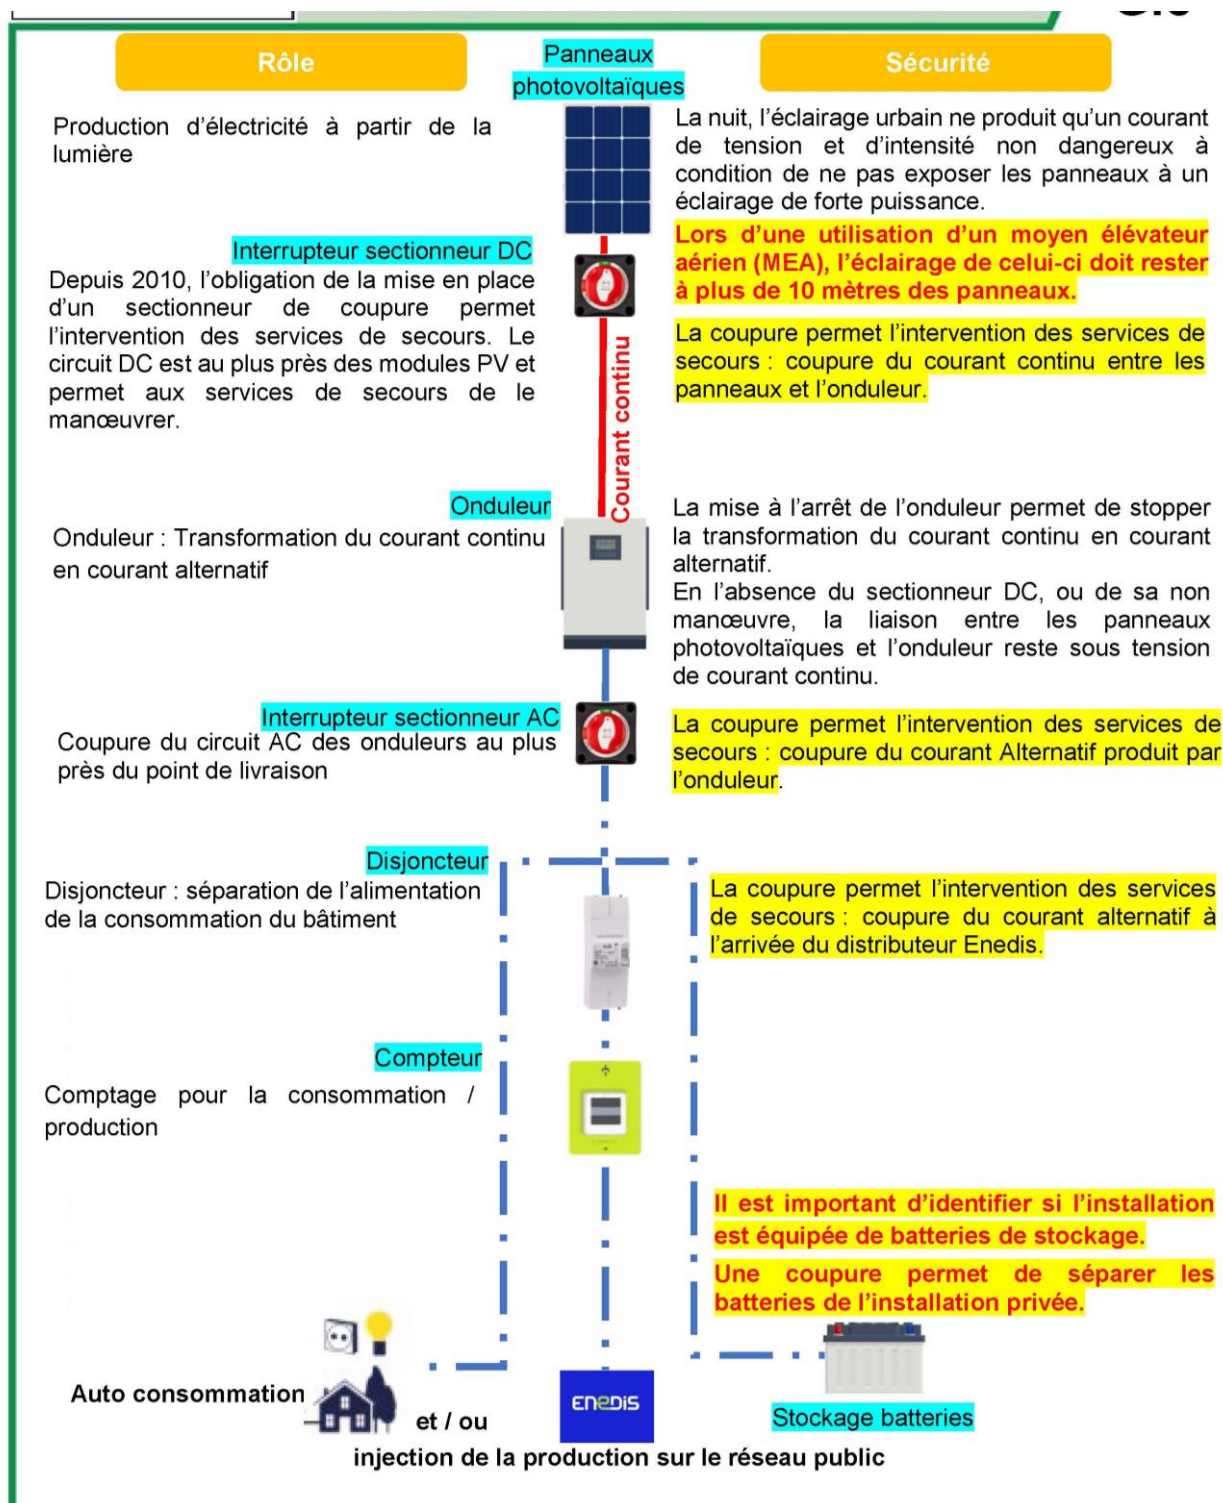 Rôle
Panneaux
photovoltaïques
Sécurité
Production d'électricité à partir de la
lumière
La nuit, l'éclairage urbain ne produit qu'un courant
de tension et d'intensité non dangereux à
condition de ne pas exposer les panneaux à un
éclairage de forte puissance.
Lors d'une utilisation d'un moyen élévateur
aérien (MEA), l'éclairage de celui-ci doit rester
à plus de 10 mètres des panneaux.
Interrupteur sectionneur DC
Depuis 2010, l'obligation de la mise en place
d'un sectionneur de coupure permet
l'intervention des services de secours. Le
circuit DC est au plus près des modules PV et
permet aux services de secours de le
manœuvrer.
La coupure permet l'intervention des services de
secours : coupure du courant continu entre les
panneaux et l'onduleur.
Courant continu
Onduleur
Onduleur : Transformation du courant continu
en courant alternatif
La mise à l'arrêt de l'onduleur permet de stopper
la transformation du courant continu en courant
alternatif.
En l'absence du sectionneur DC, ou de sa non
manœuvre, la liaison entre les panneaux
photovoltaïques et l'onduleur reste sous tension
de courant continu.
Interrupteur sectionneur AC
Coupure du circuit AC des onduleurs au plus
près du point de livraison
La coupure permet l'intervention des services de
secours : coupure du courant Alternatif produit par
l'onduleur.
Disjoncteur
Disjoncteur : séparation de l'alimentation
de la consommation du bâtiment
La coupure permet l'intervention des services
de secours : coupure du courant alternatif à
l'arrivée du distributeur Enedis.
Compteur
Comptage pour la consommation /
production
Il est important d'identifier si l'installation
est équipée de batteries de stockage.
Une coupure permet de séparer les
batteries de l'installation privée.
Auto consommation
et / ou
ENEDIS
Stockage batteries
injection de la production sur le réseau public